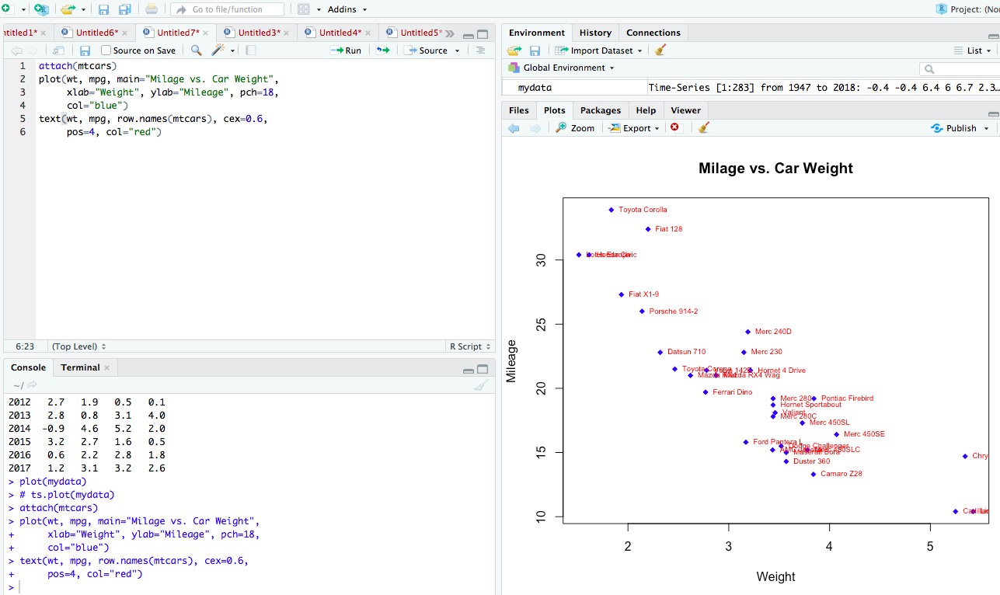 Go to file/function
Addins
Project: (No
ntitled1*
Untitled6*
Untitled7*
Untitled3*
Untitled4*
Untitled5*
Source on Save
Run
Source
1 attach(mtcars)
2 plot(wt, mpg, main="Milage vs. Car Weight",
3 xlab="Weight", ylab="Mileage", pch=18,
4 col="blue")
5 text(wt, mpg, row.names(mtcars), cex=0.6,
6 pos=4, col="red")
6:23 (Top Level) R Script
Console Terminal
~/
2012 2.7 1.9 0.5 0.1
2013 2.8 0.8 3.1 4.0
2014 -0.9 4.6 5.2 2.0
2015 3.2 2.7 1.6 0.5
2016 0.6 2.2 2.8 1.8
2017 1.2 3.1 3.2 2.6
> plot(mydata)
> # ts.plot(mydata)
> attach(mtcars)
> plot(wt, mpg, main="Milage vs. Car Weight",
+ xlab="Weight", ylab="Mileage", pch=18,
+ col="blue")
> text(wt, mpg, row.names(mtcars), cex=0.6,
+ pos=4, col="red")
>
Environment History Connections
Import Dataset
List
Global Environment
mydata Time-Series [1:283] from 1947 to 2018: -0.4 -0.4 6.4 6 6.7 2.3…
Files Plots Packages Help Viewer
Zoom Export Publish
Milage vs. Car Weight
Toyota Corolla
Fiat 128
Lotus Europa
Honda Civic
Fiat X1-9
Porsche 914-2
Merc 240D
Datsun 710
Merc 230
Toyota Corona
Volvo 142E
Hornet 4 Drive
Mazda RX4
Mazda RX4 Wag
Ferrari Dino
Merc 280
Pontiac Firebird
Hornet Sportabout
Valiant
Merc 280C
Merc 450SL
Merc 450SE
Ford Pantera L
Dodge Challenger
Merc 450SLC
Maserati Bora
Duster 360
Chry
Camaro Z28
Cadillac
30
25
20
15
10
Mileage
2 3 4 5
Weight